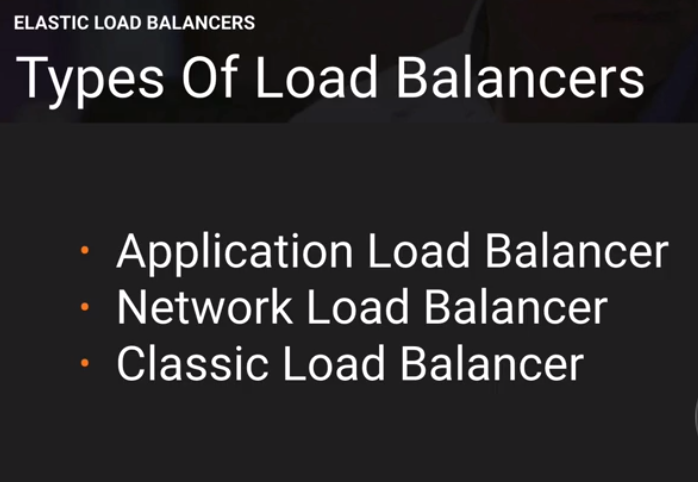 ELASTIC LOAD BALANCERS
Types Of Load Balancers
• Application Load Balancer
• Network Load Balancer
• Classic Load Balancer